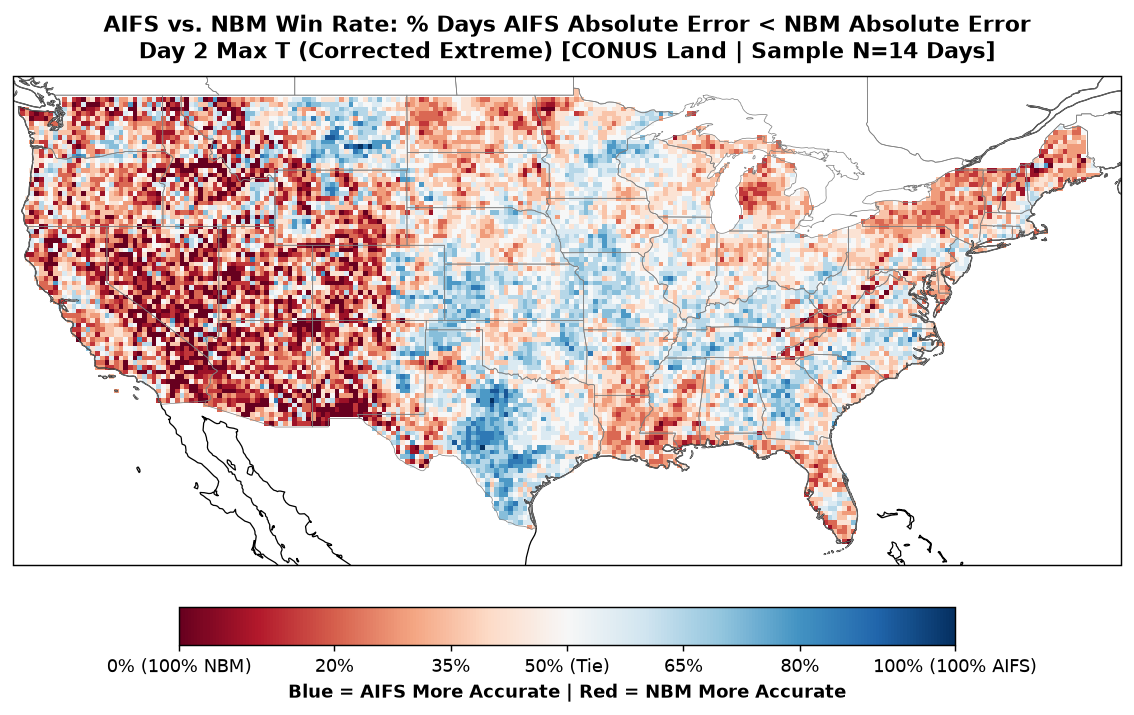 AIFS vs. NBM Win Rate: % Days AIFS Absolute Error < NBM Absolute Error
Day 2 Max T (Corrected Extreme) [CONUS Land | Sample N=14 Days]
0% (100% NBM) 20% 35% 50% (Tie) 65% 80% 100% (100% AIFS)
Blue = AIFS More Accurate | Red = NBM More Accurate